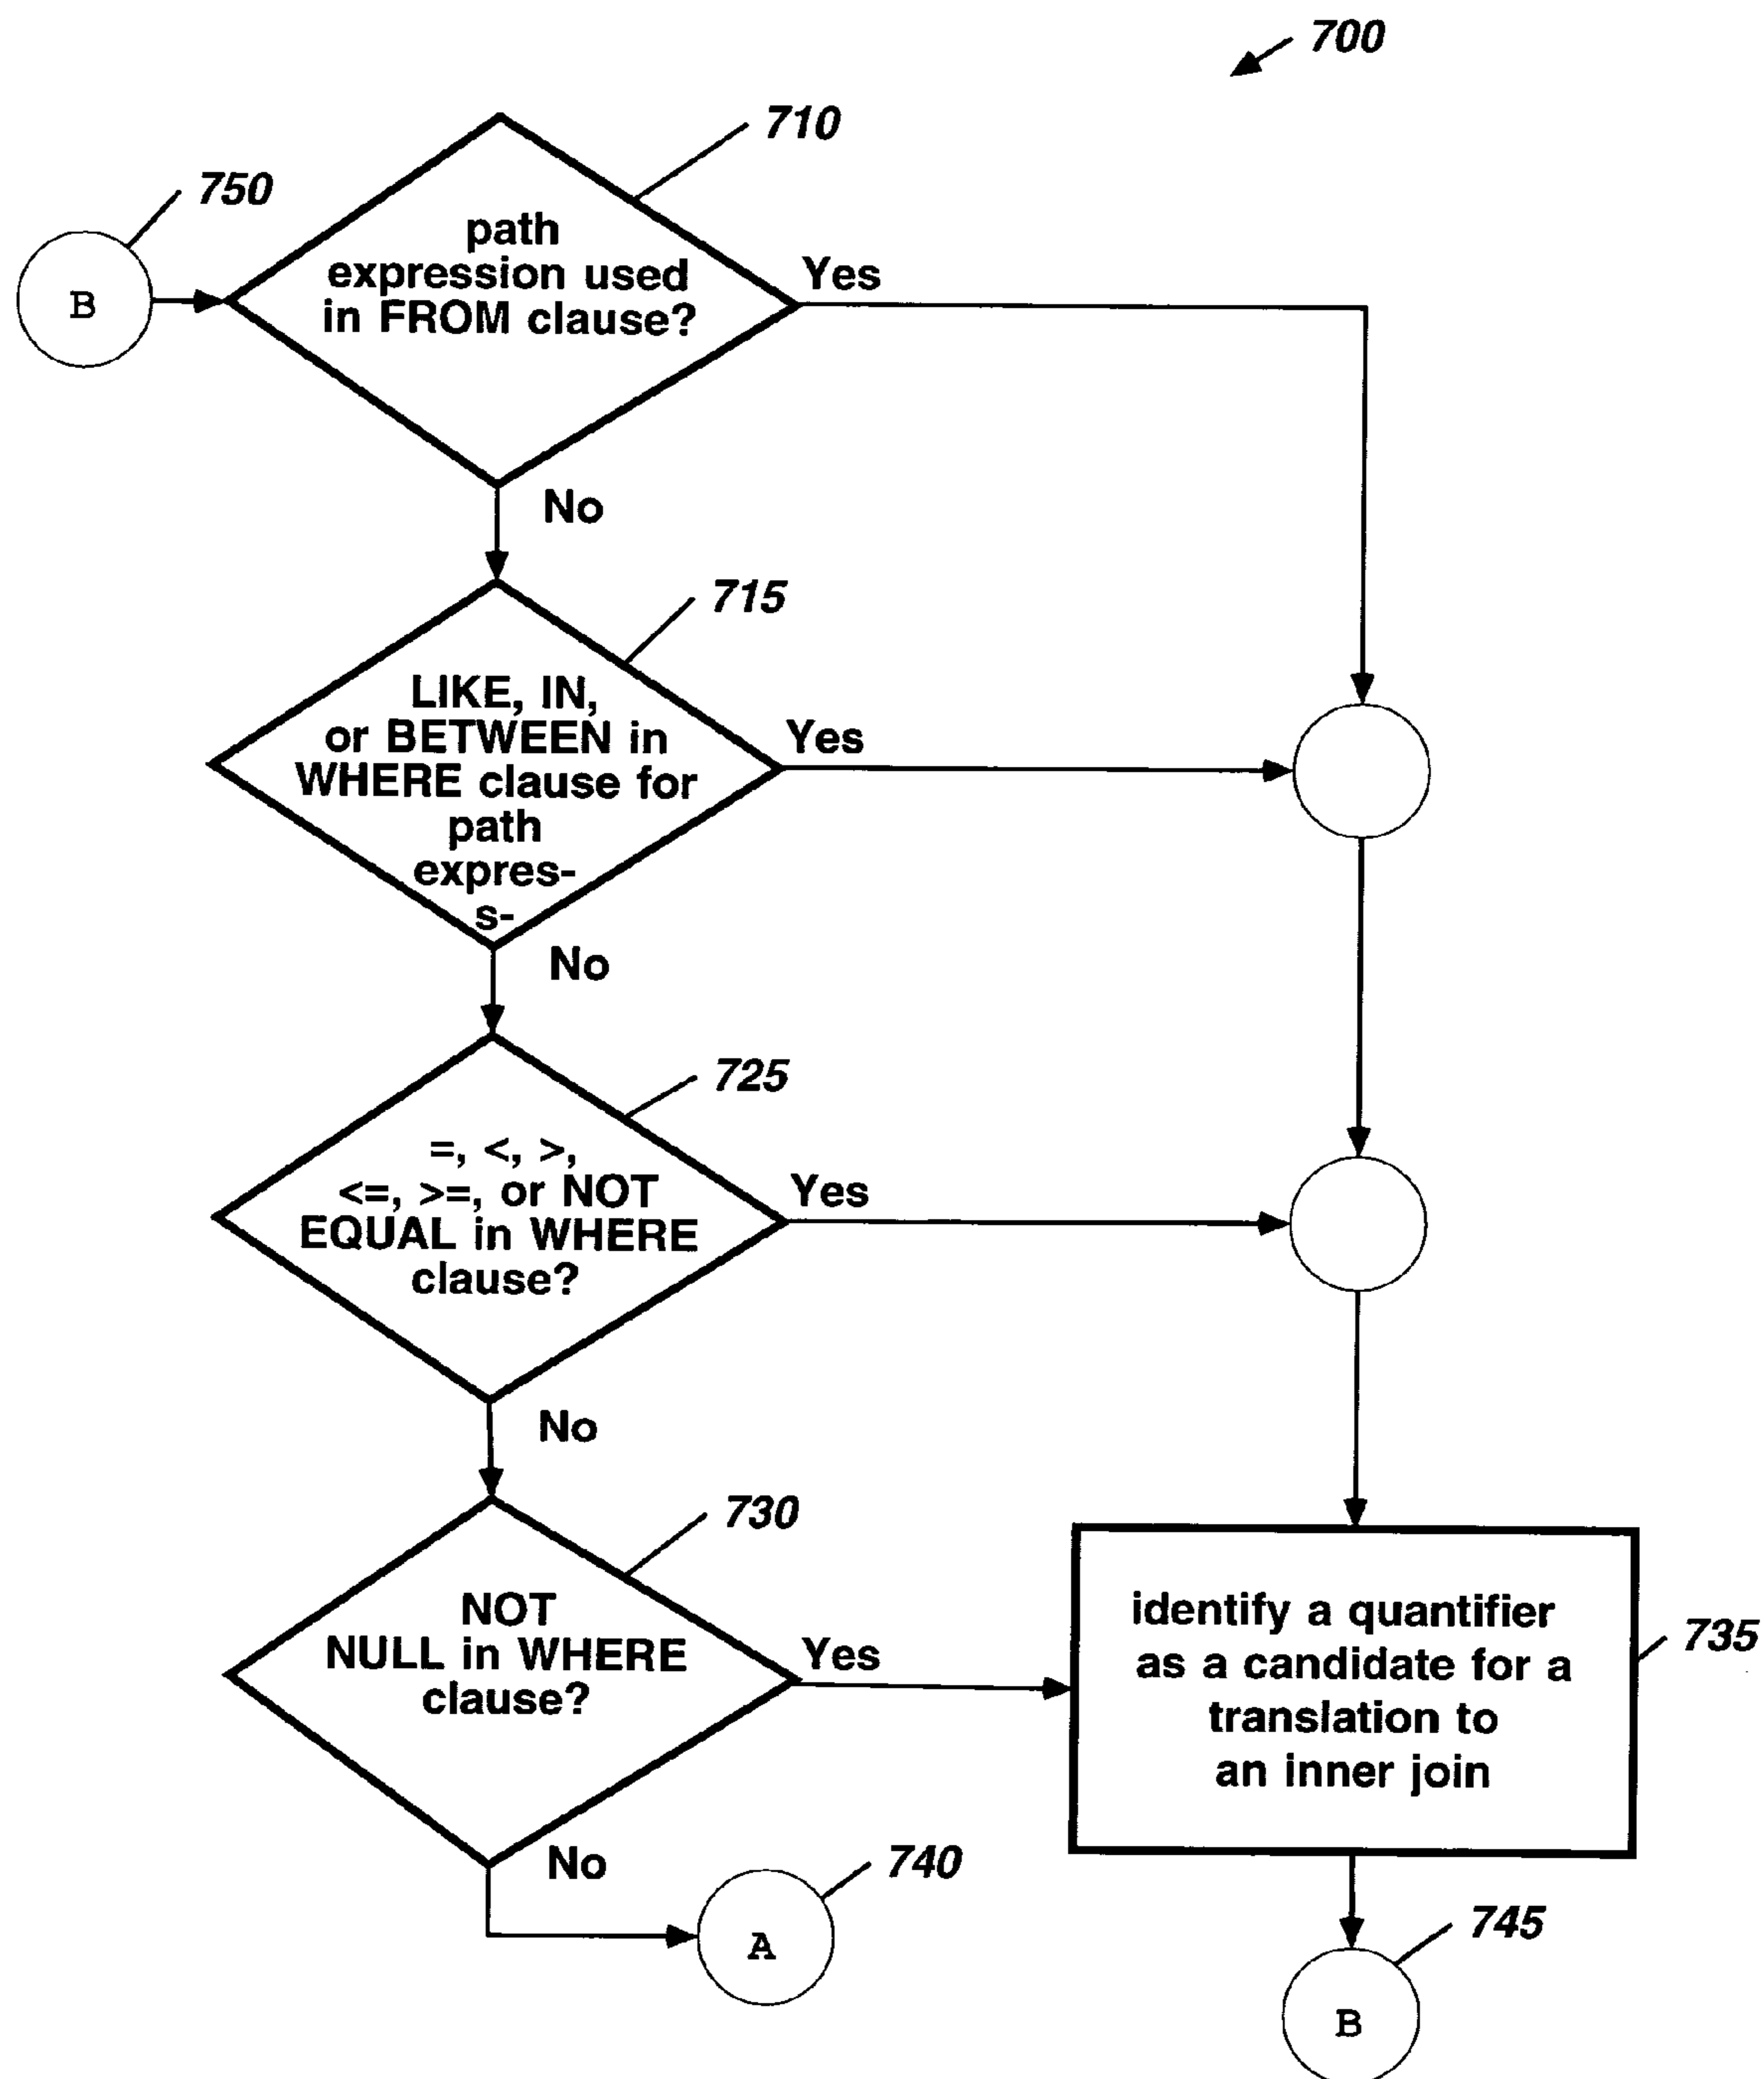 700
710
750
path
expression used
in FROM clause?
Yes
B
No
715
LIKE, IN,
or BETWEEN in
WHERE clause for
path
expres-
s-
Yes
No
725
=, <, >,
<=, >=, or NOT
EQUAL in WHERE
clause?
Yes
No
730
NOT
NULL in WHERE
clause?
Yes
identify a quantifier
as a candidate for a
translation to
an inner join
735
No
740
A
745
B